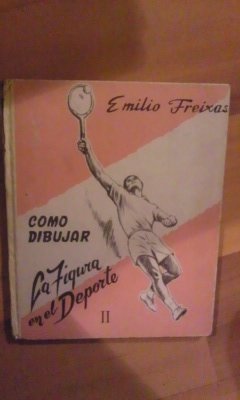 Emilio Freixas
COMO
DIBUJAR
La Figura
en el Deporte
II